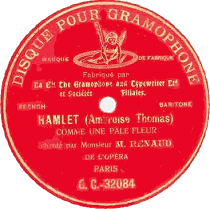 DISQUE POUR GRAMOPHONE
MARQUE DE FABRIQUE
Fabriqué par
La Cie The Gramophone and Typewriter Ltd
et Sociétés Filiales.
FRENCH BARITONE
HAMLET (Ambroise Thomas)
COMME UNE PÂLE FLEUR
chanté par Monsieur M. RENAUD
DE L'OPÉRA
PARIS
G. C.-32084